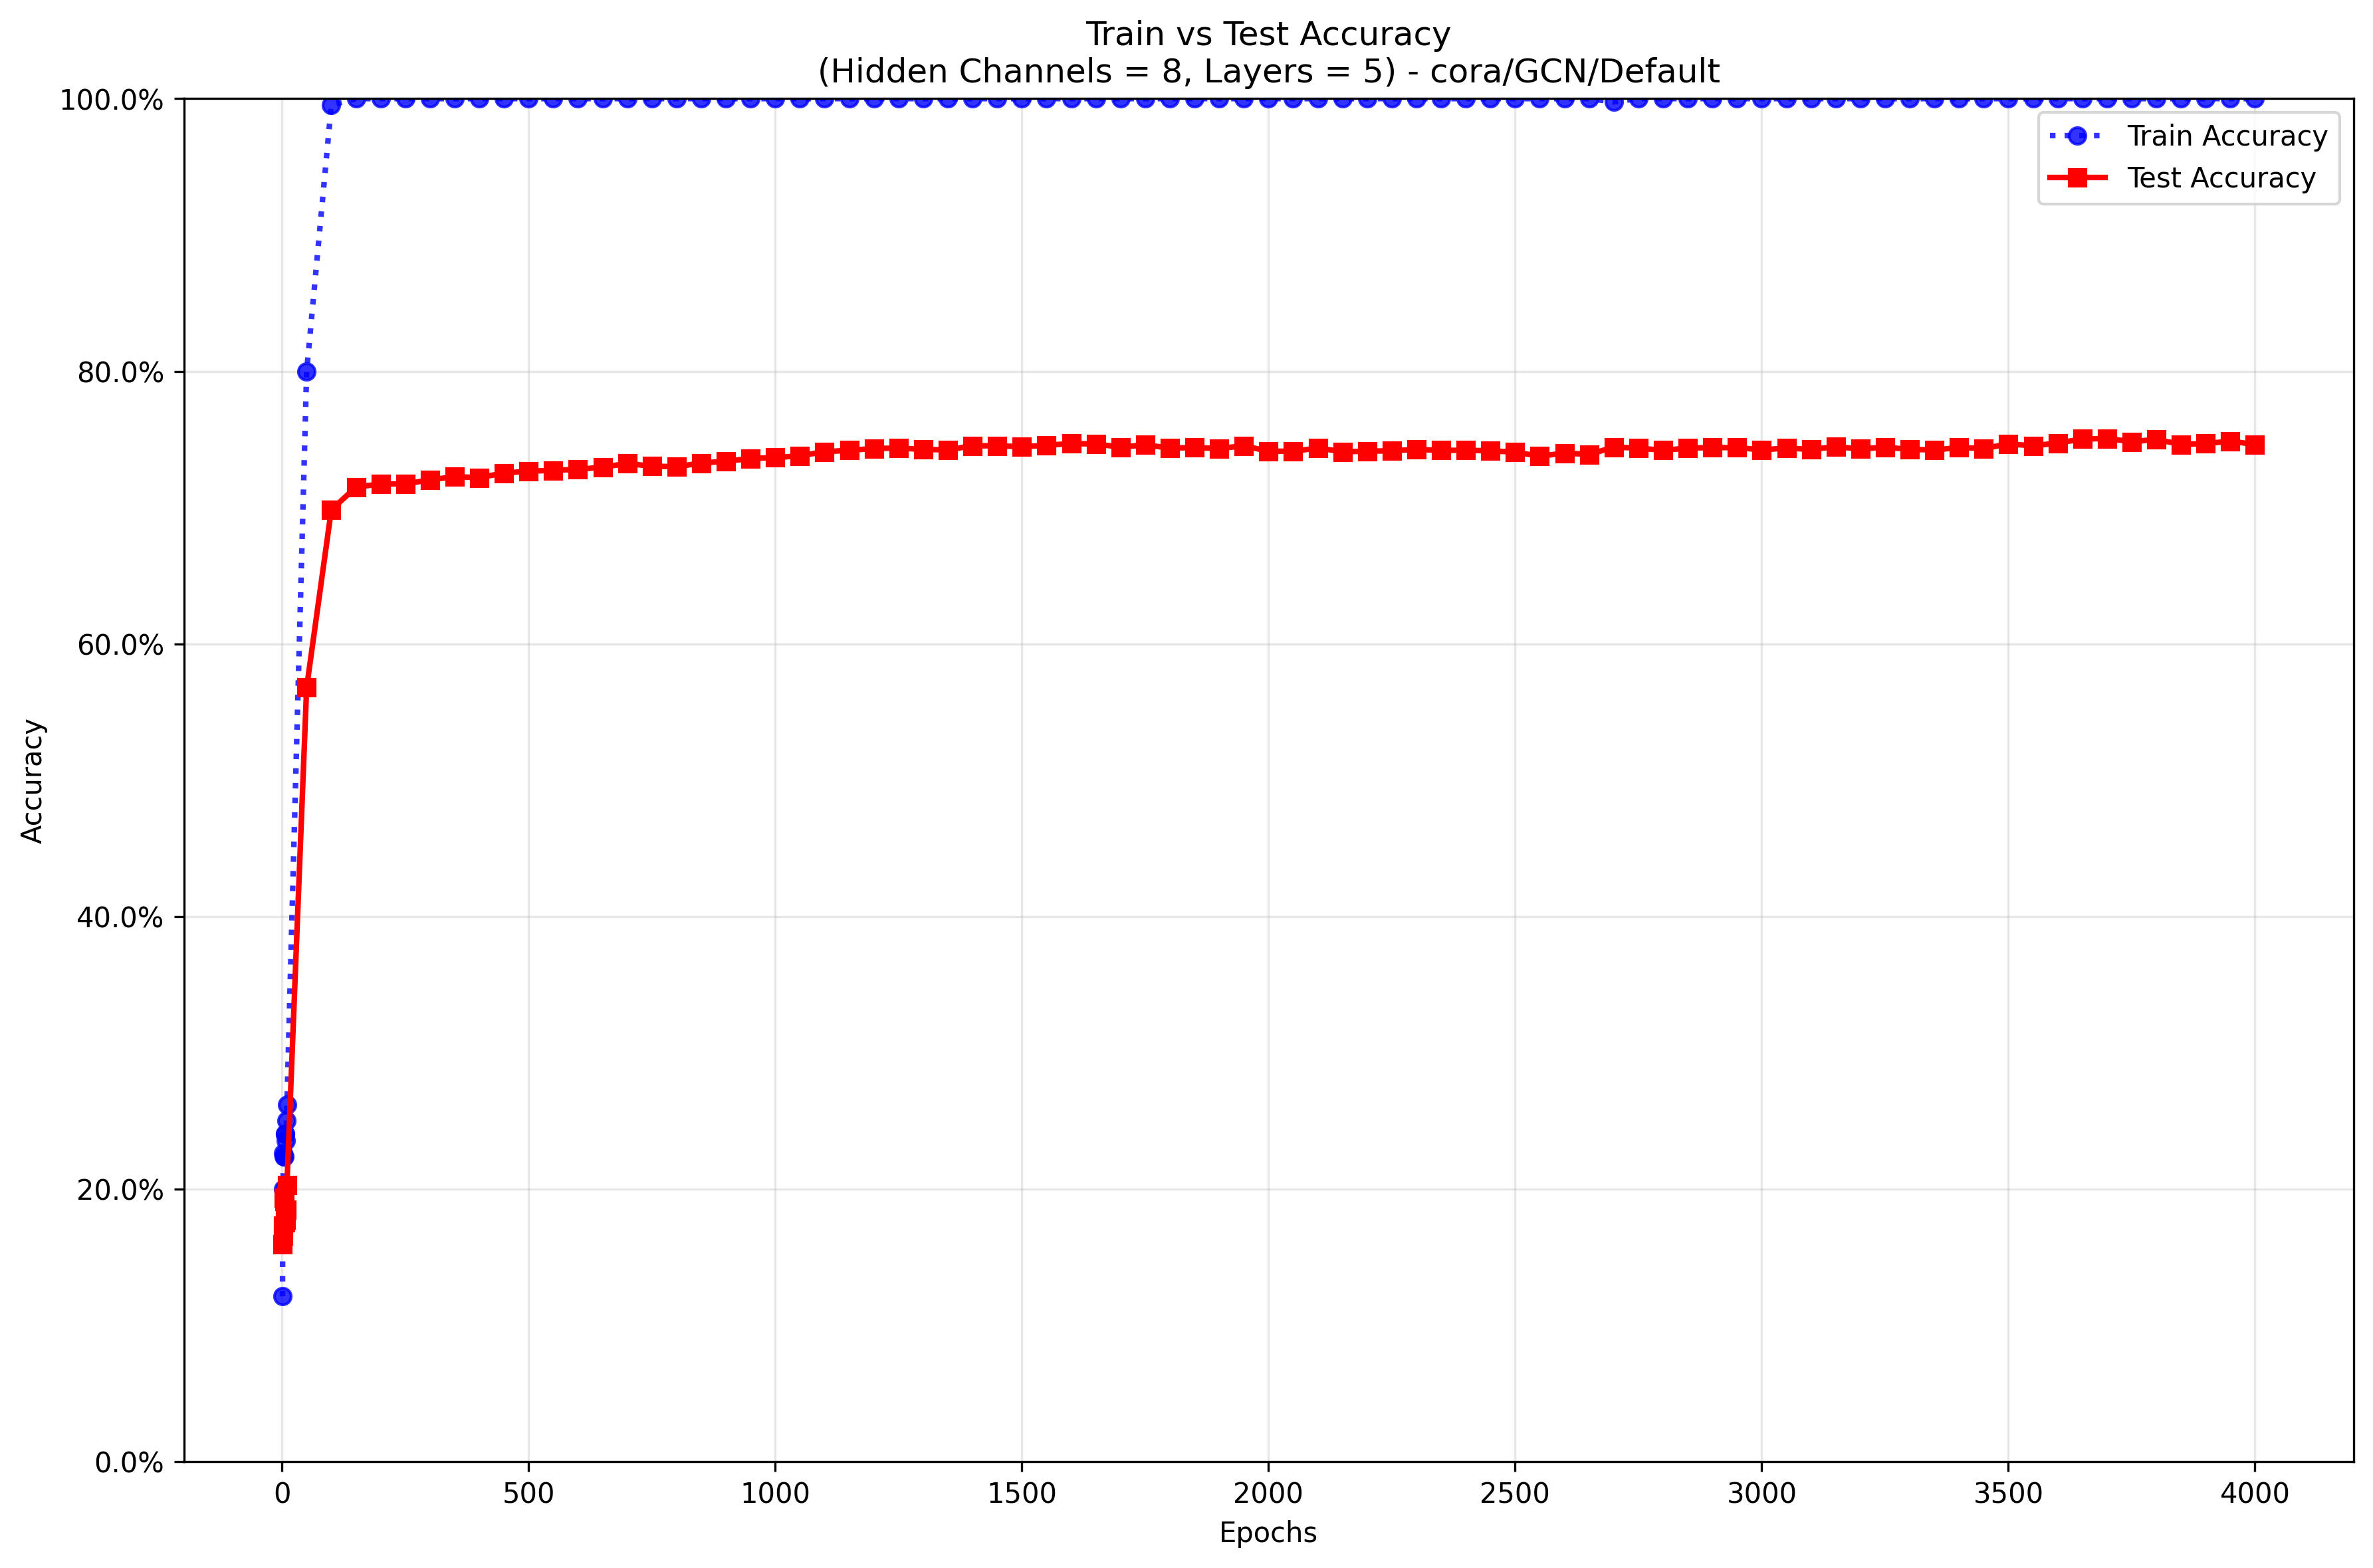 Train vs Test Accuracy
(Hidden Channels = 8, Layers = 5) - cora/GCN/Default
100.0%
80.0%
60.0%
40.0%
20.0%
0.0%
Accuracy
Train Accuracy
Test Accuracy
0 500 1000 1500 2000 2500 3000 3500 4000
Epochs